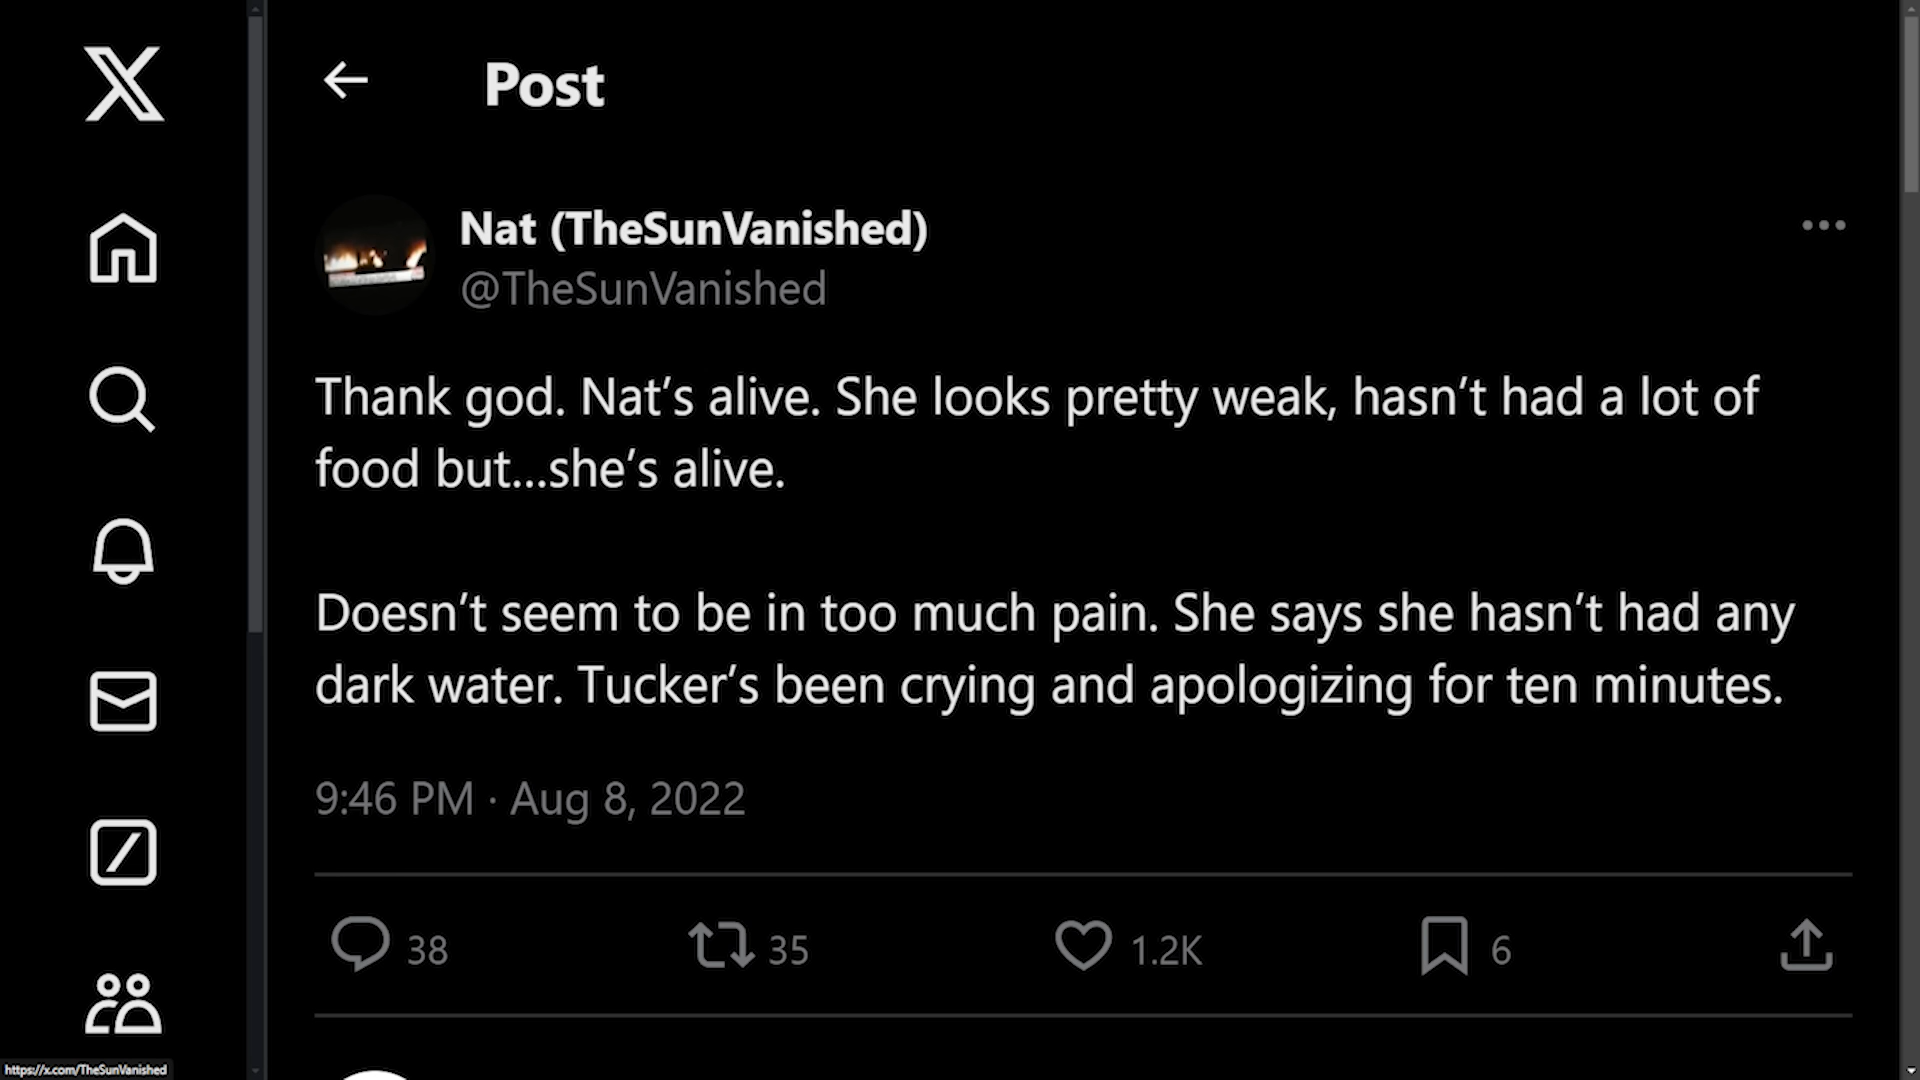 Post
Nat (TheSunVanished)
@TheSunVanished
Thank god. Nat’s alive. She looks pretty weak, hasn’t had a lot of
food but...she’s alive.
Doesn’t seem to be in too much pain. She says she hasn’t had any
dark water. Tucker’s been crying and apologizing for ten minutes.
9:46 PM · Aug 8, 2022
38 35 1.2K 6
https://x.com/TheSunVanished